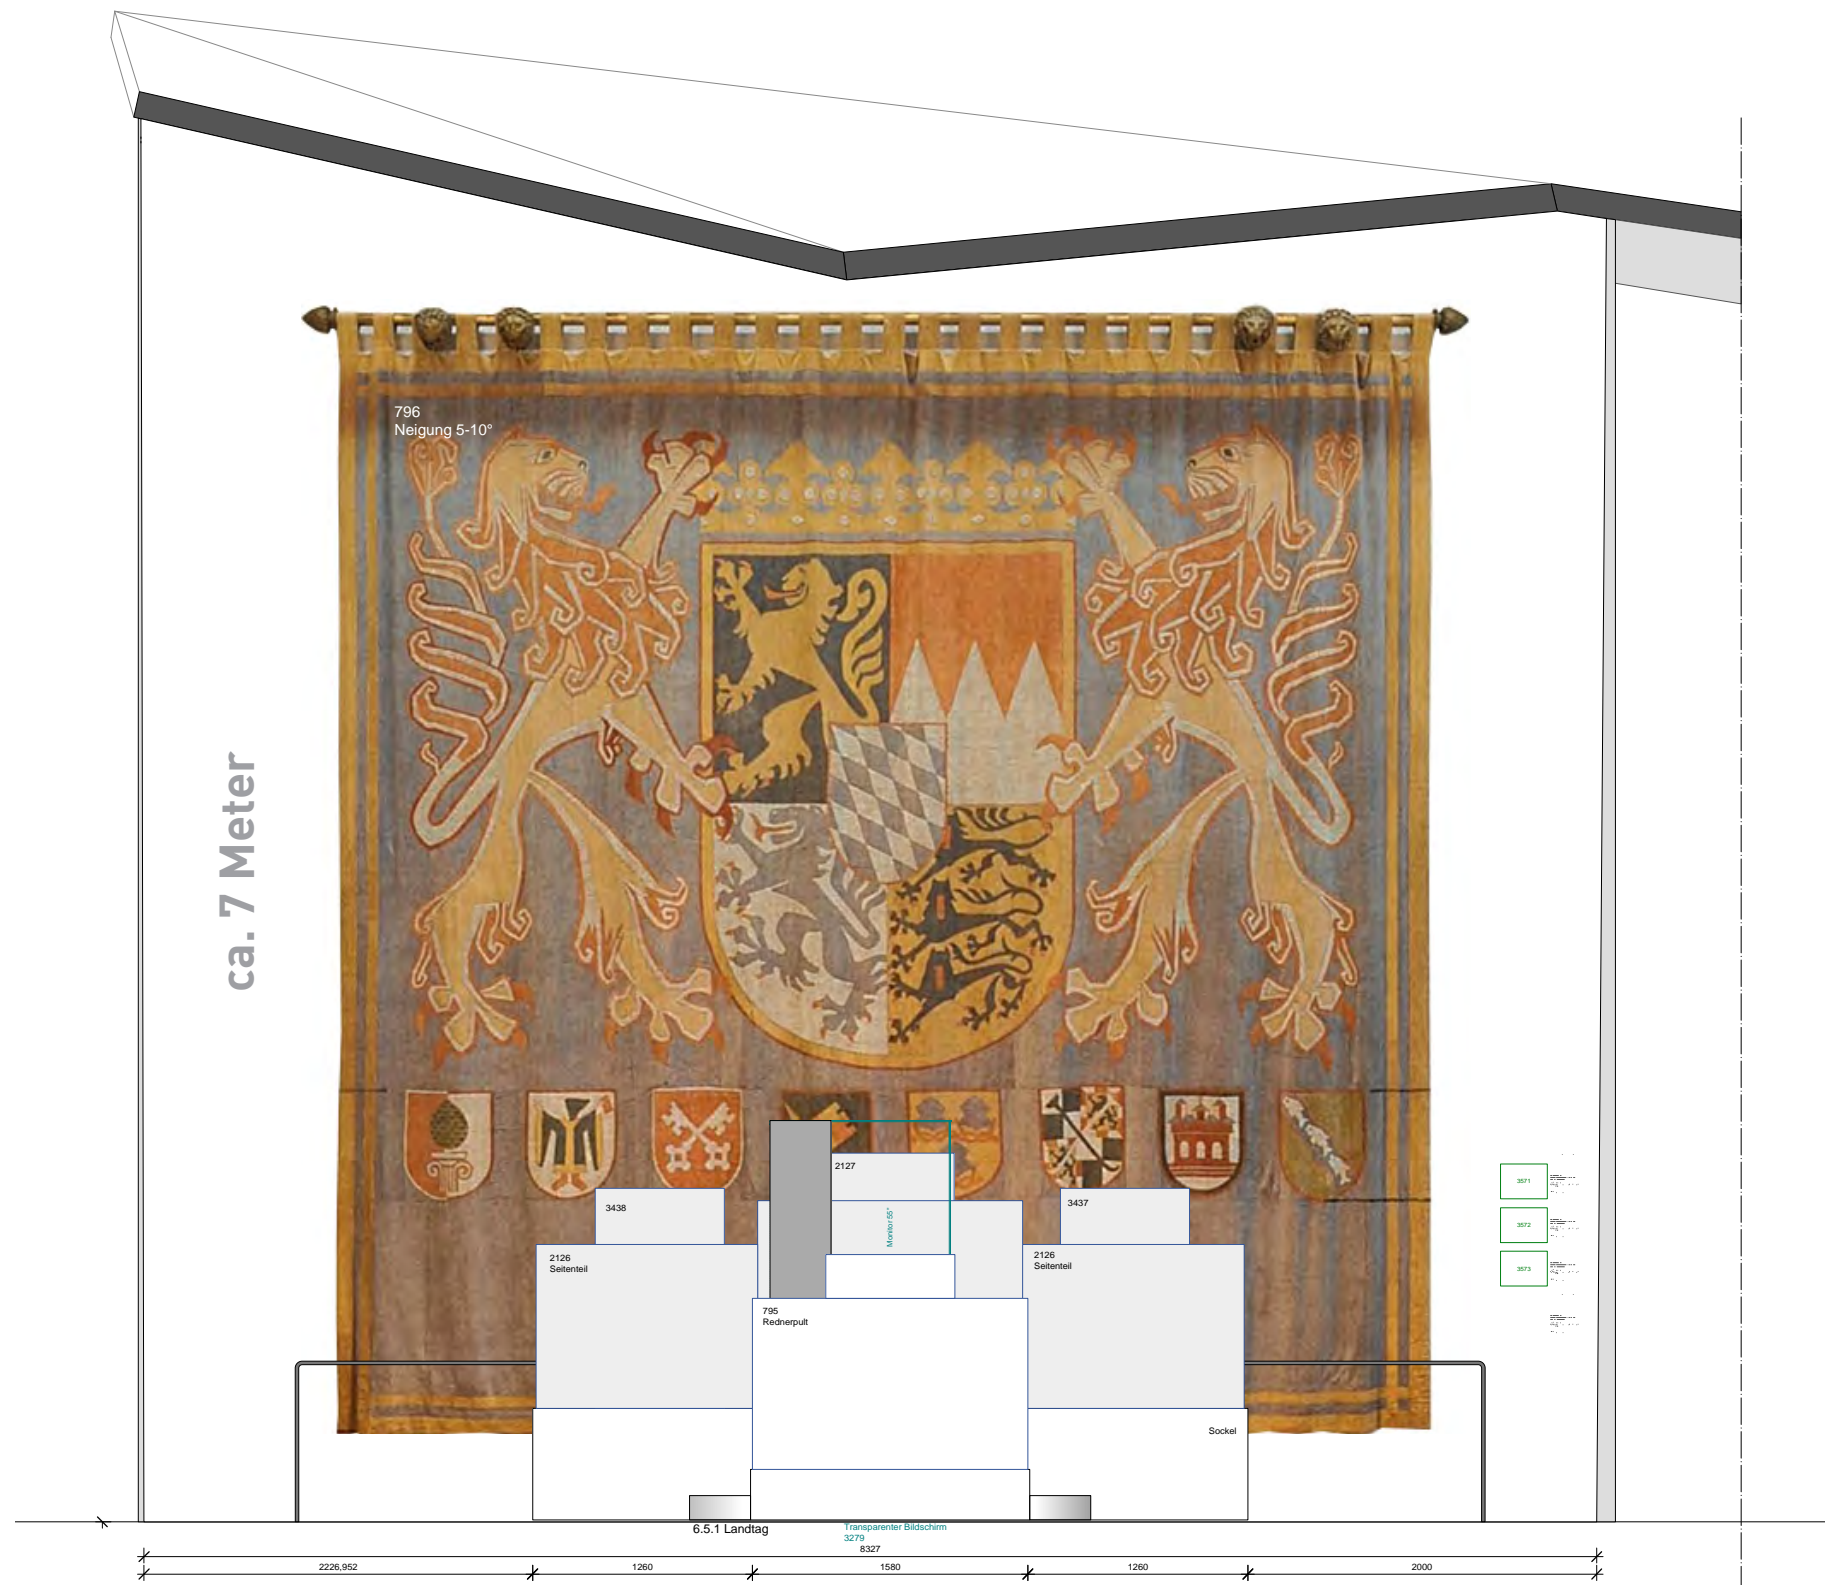 796
Neigung 5-10°
ca. 7 Meter
2127
3438
3437
Monitor 55"
2126
Seitenteil
2126
Seitenteil
3571
3572
3573
795
Rednerpult
Sockel
6.5.1 Landtag
Transparenter Bildschirm
3279
8327
2226,952
1260
1580
1260
2000